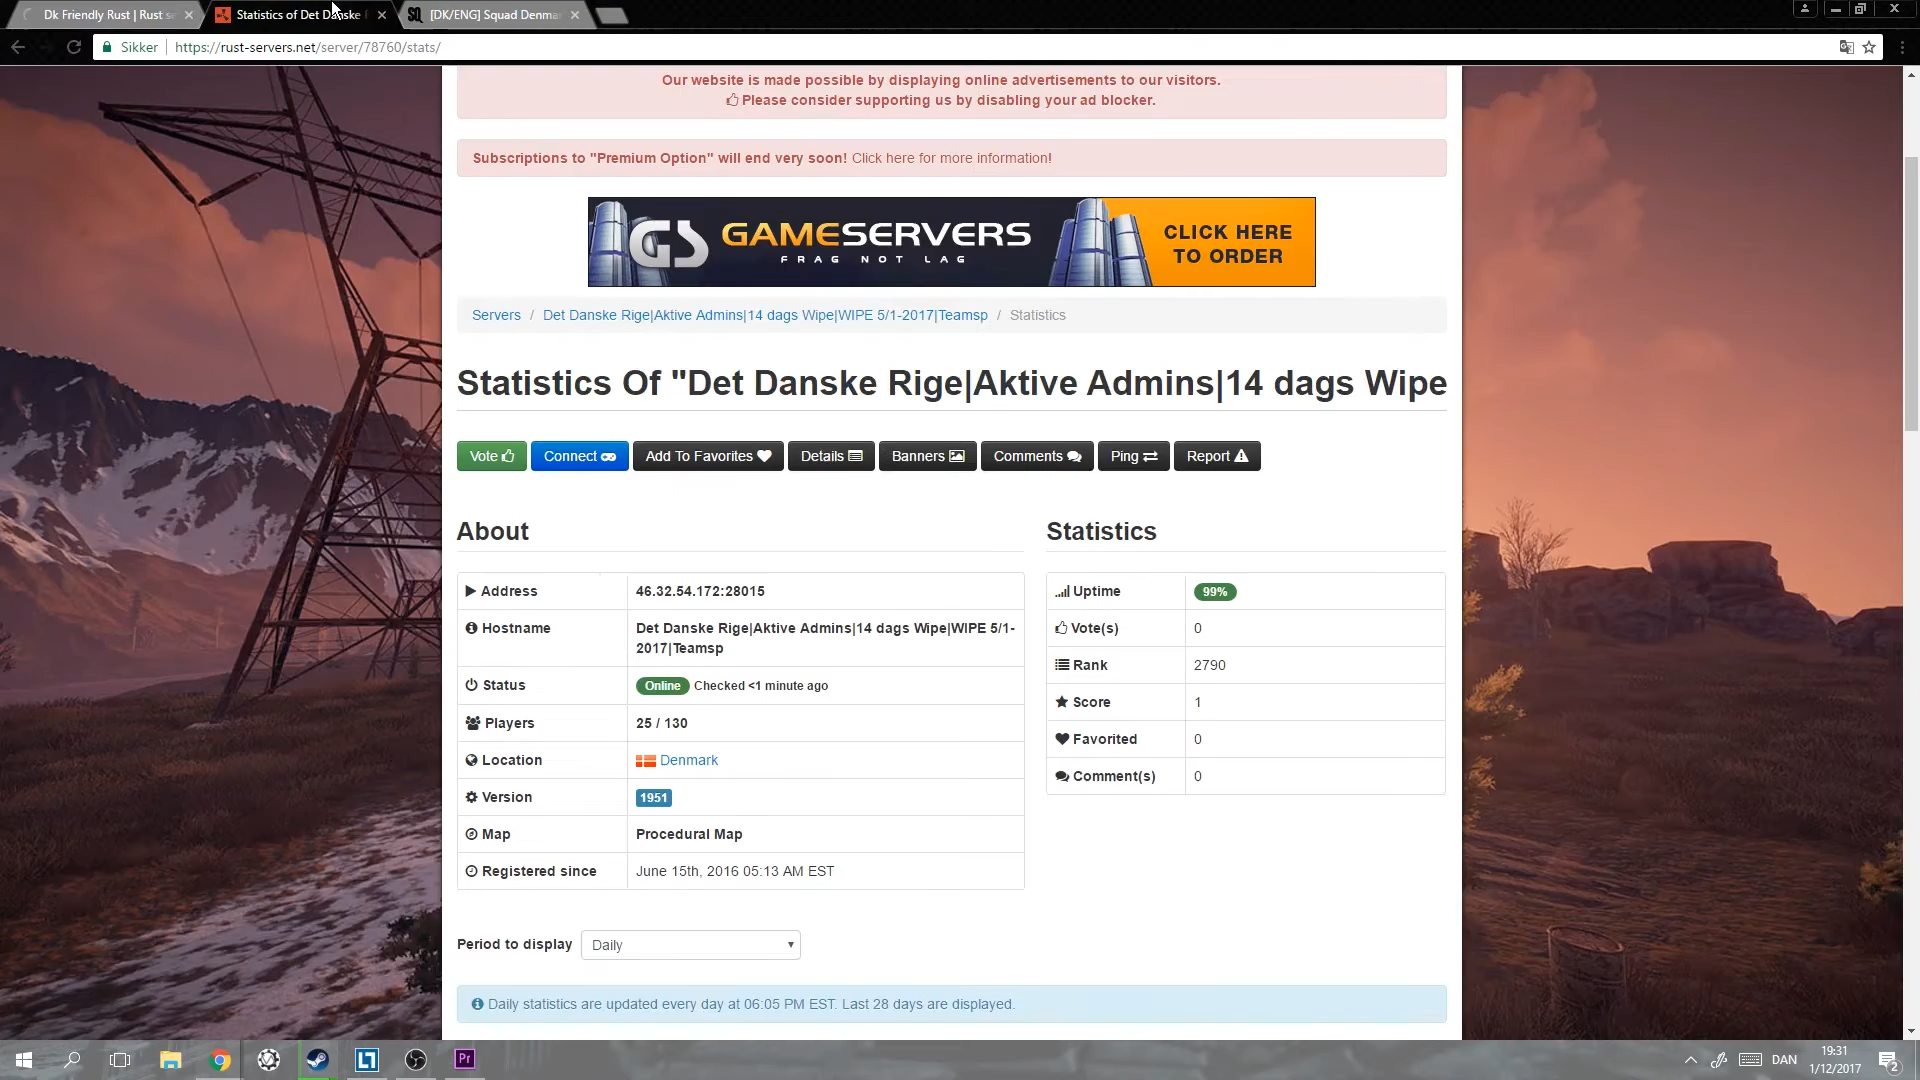 Dk Friendly Rust | Rust se
Statistics of Det Danske
[DK/ENG] Squad Denma
Sikker
https://rust-servers.net/server/78760/stats/
Our website is made possible by displaying online advertisements to our visitors.
Please consider supporting us by disabling your ad blocker.
Subscriptions to "Premium Option" will end very soon! Click here for more information!
GS GAMESERVERS
FRAG NOT LAG
CLICK HERE
TO ORDER
Servers / Det Danske Rige|Aktive Admins|14 dags Wipe|WIPE 5/1-2017|Teamsp / Statistics
Statistics Of "Det Danske Rige|Aktive Admins|14 dags Wipe
Vote Connect Add To Favorites Details Banners Comments Ping Report
About
Address 46.32.54.172:28015
Hostname Det Danske Rige|Aktive Admins|14 dags Wipe|WIPE 5/1-
2017|Teamsp
Status Online Checked <1 minute ago
Players 25 / 130
Location Denmark
Version 1951
Map Procedural Map
Registered since June 15th, 2016 05:13 AM EST
Statistics
Uptime 99%
Vote(s) 0
Rank 2790
Score 1
Favorited 0
Comment(s) 0
Period to display Daily
Daily statistics are updated every day at 06:05 PM EST. Last 28 days are displayed.
Pr
DAN
19:31
1/12/2017
2